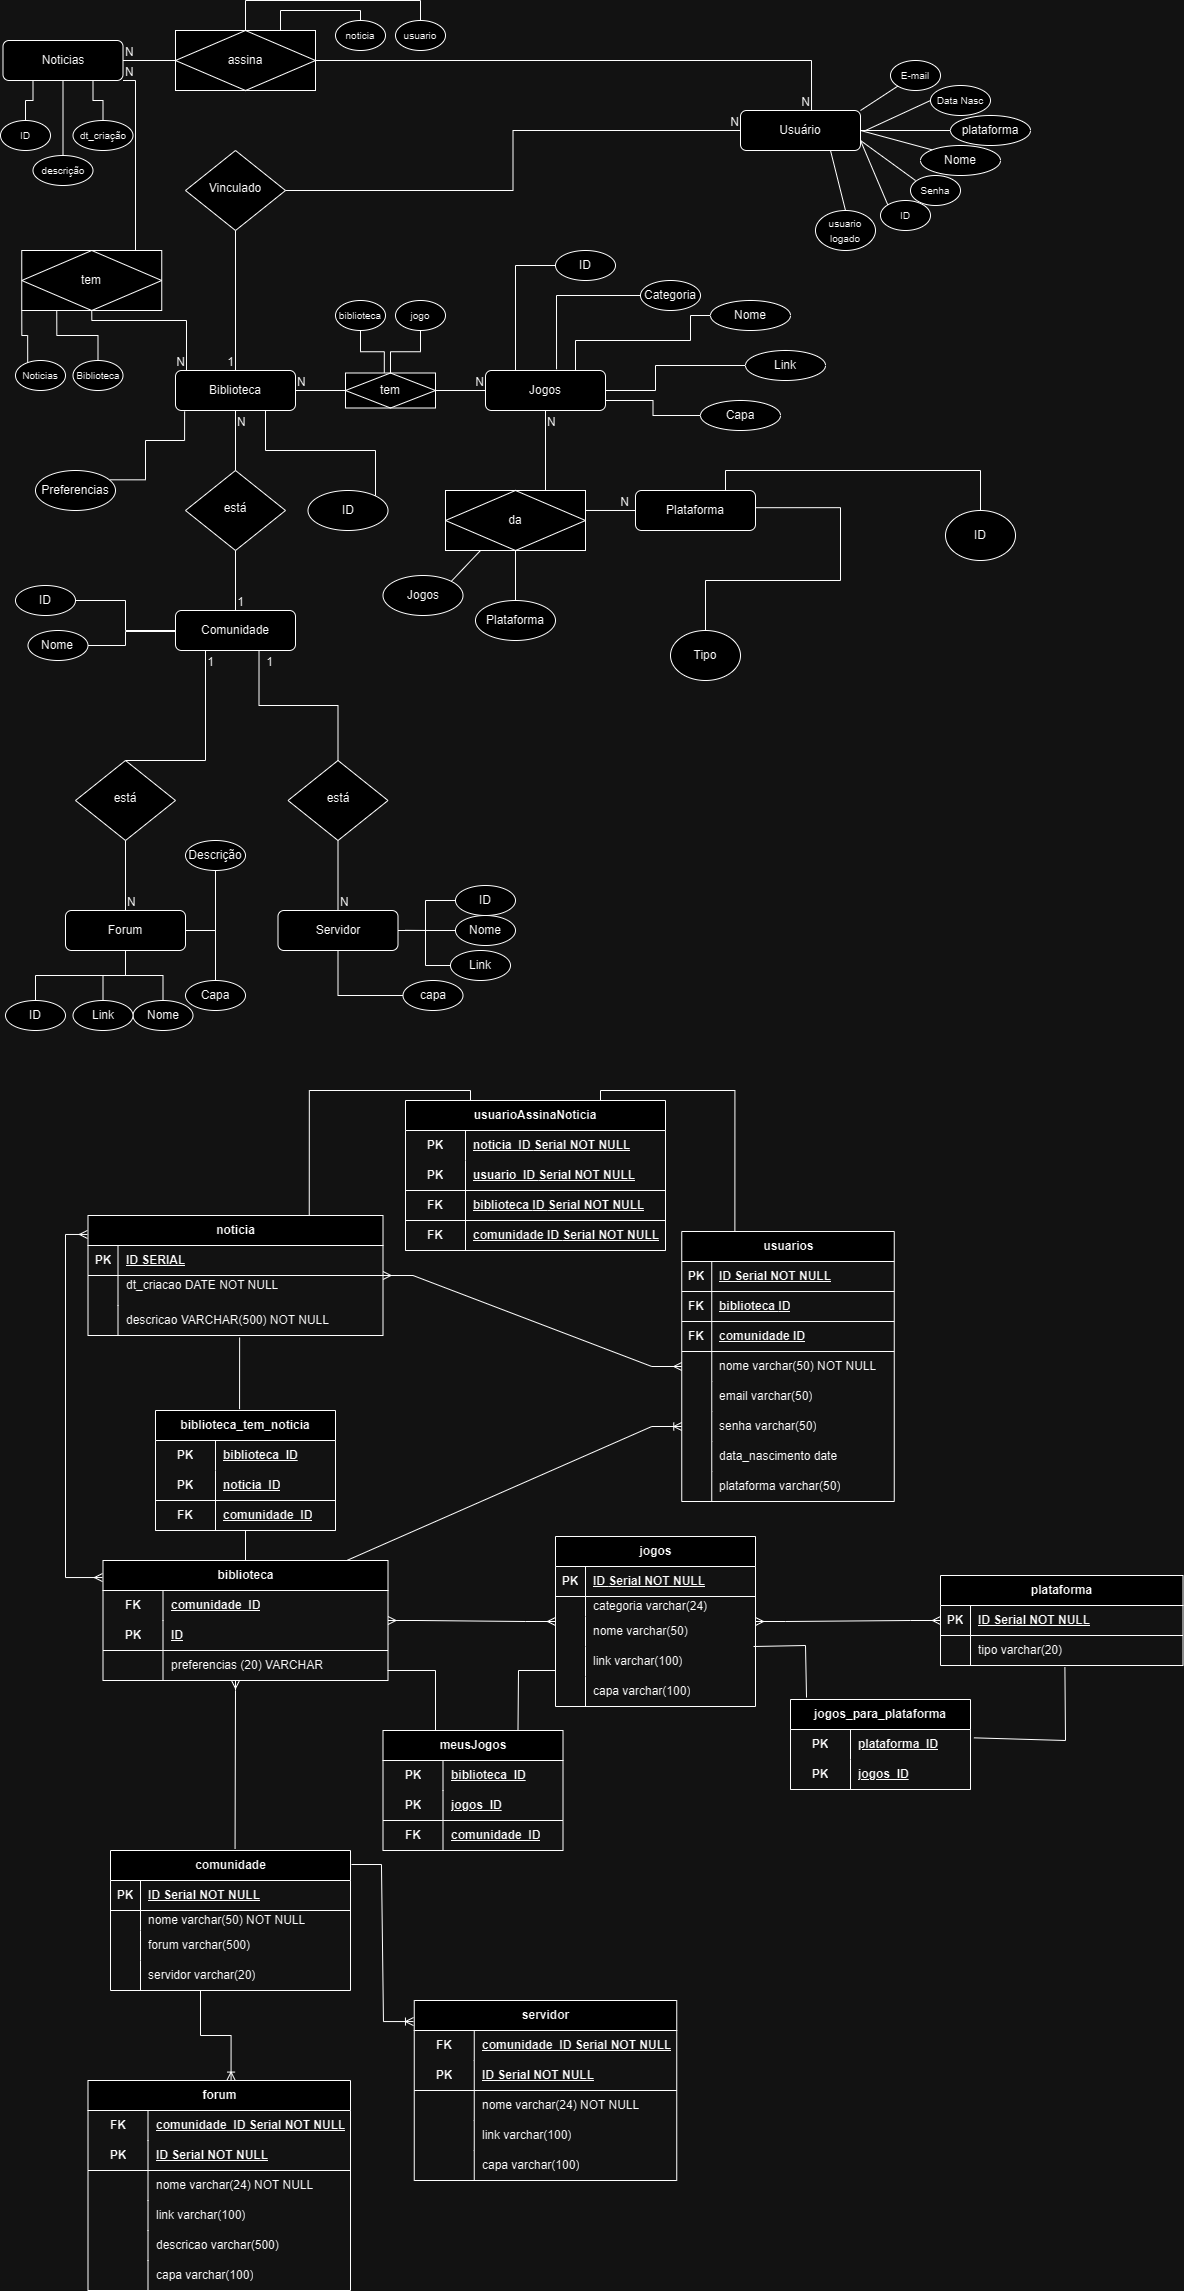 noticia
usuario
Noticias
N
assina
N
E-mail
N
Data Nasc
N
Usuário
plataforma
ID
dt_criação
Nome
descrição
Vinculado
Senha
ID
usuario
logado
tem
ID
Categoria
biblioteca
jogo
Nome
Noticias
Biblioteca
N
1
Link
Biblioteca
N
tem
N
Jogos
Capa
N
N
Preferencias
está
ID
da
N
Plataforma
ID
Jogos
Plataforma
ID
1
Comunidade
Nome
Tipo
1
1
está
está
Descrição
N
N
ID
Forum
Servidor
Nome
Link
Capa
capa
ID
Link
Nome
usuarioAssinaNoticia
PK
noticia_ID Serial NOT NULL
PK
usuario_ID Serial NOT NULL
FK
biblioteca ID Serial NOT NULL
FK
comunidade ID Serial NOT NULL
noticia
PK
ID SERIAL
dt_criacao DATE NOT NULL
descricao VARCHAR(500) NOT NULL
usuarios
PK
ID Serial NOT NULL
FK
biblioteca ID
FK
comunidade ID
nome varchar(50) NOT NULL
email varchar(50)
senha varchar(50)
data_nascimento date
plataforma varchar(50)
biblioteca_tem_noticia
PK
biblioteca_ID
PK
noticia_ID
FK
comunidade_ID
biblioteca
FK
comunidade_ID
PK
ID
preferencias (20) VARCHAR
jogos
PK
ID Serial NOT NULL
categoria varchar(24)
nome varchar(50)
link varchar(100)
capa varchar(100)
plataforma
PK
ID Serial NOT NULL
tipo varchar(20)
jogos_para_plataforma
PK
plataforma_ID
PK
jogos_ID
meusJogos
PK
biblioteca_ID
PK
jogos_ID
FK
comunidade_ID
comunidade
PK
ID Serial NOT NULL
nome varchar(50) NOT NULL
forum varchar(500)
servidor varchar(20)
servidor
FK
comunidade_ID Serial NOT NULL
PK
ID Serial NOT NULL
nome varchar(24) NOT NULL
link varchar(100)
capa varchar(100)
forum
FK
comunidade_ID Serial NOT NULL
PK
ID Serial NOT NULL
nome varchar(24) NOT NULL
link varchar(100)
descricao varchar(500)
capa varchar(100)